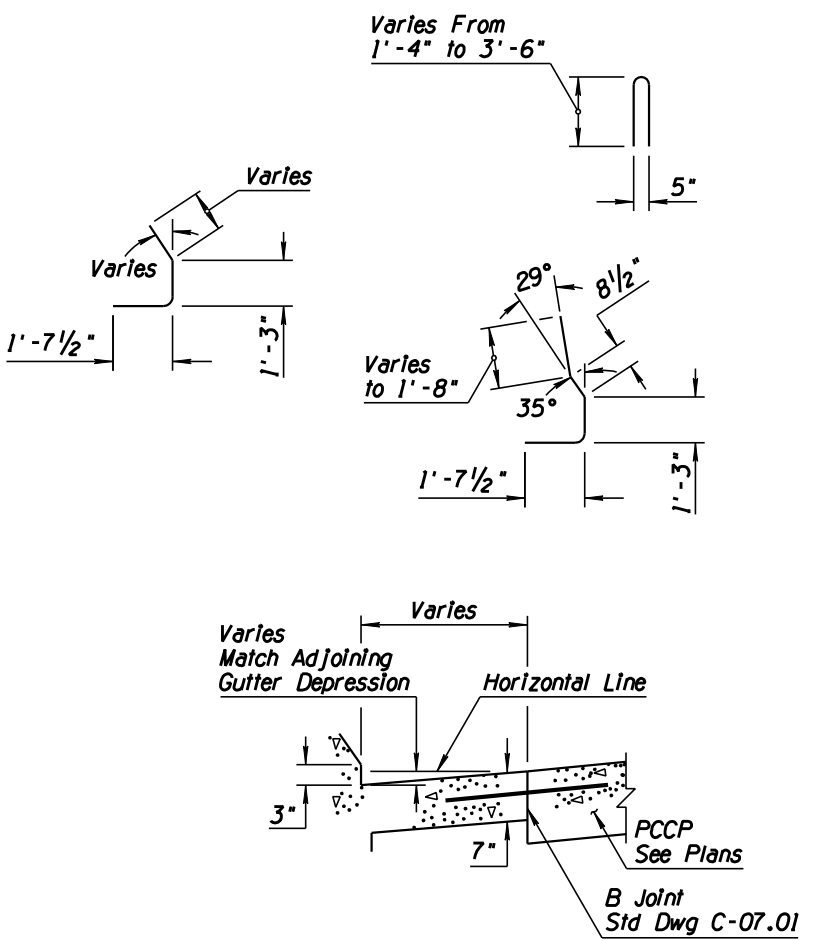 Varies From
1'-4" to 3'-6"
5"
Varies
Varies
1'-7½"
1'-3"
29°
8½"
Varies
to 1'-8"
35°
1'-7½"
1'-3"
Varies
Varies
Match Adjoining
Gutter Depression
Horizontal Line
3"
7"
PCCP
See Plans
B Joint
Std Dwg C-07.01